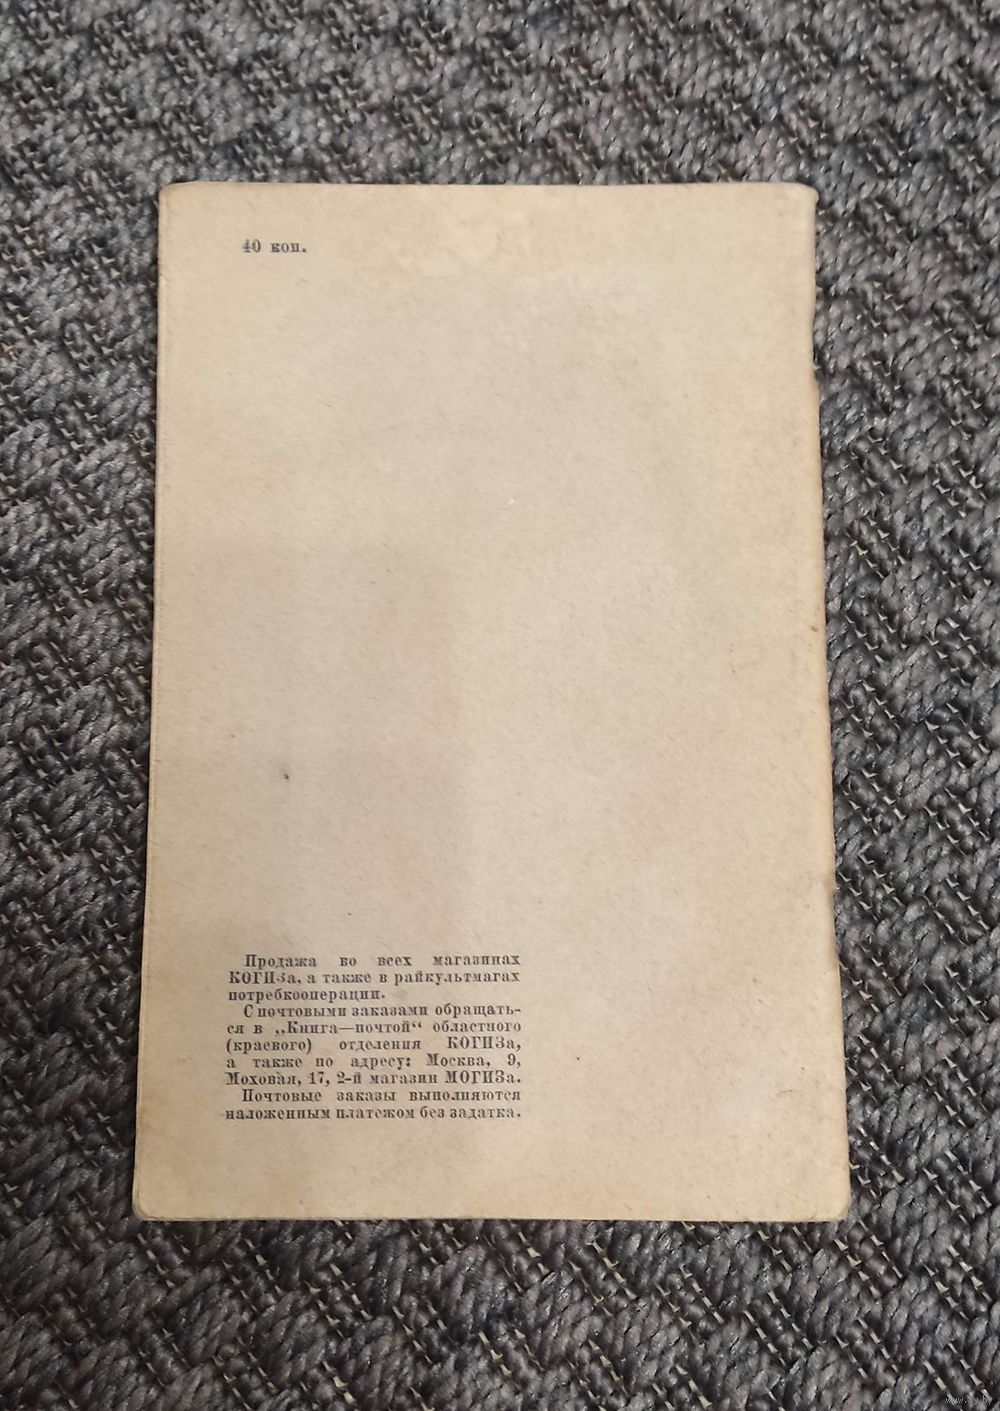 40 коп.
Продажа во всех магазинах
КОГИЗа, а также в райкультмагах
потребкооперации.
С почтовыми заказами обращать-
ся в „Книга—почтой“ областного
(краевого) отделения КОГИЗа,
а также по адресу: Москва, 9,
Моховая, 17, 2-й магазин МОГИЗа.
Почтовые заказы выполняются
наложенным платежом без задатка.